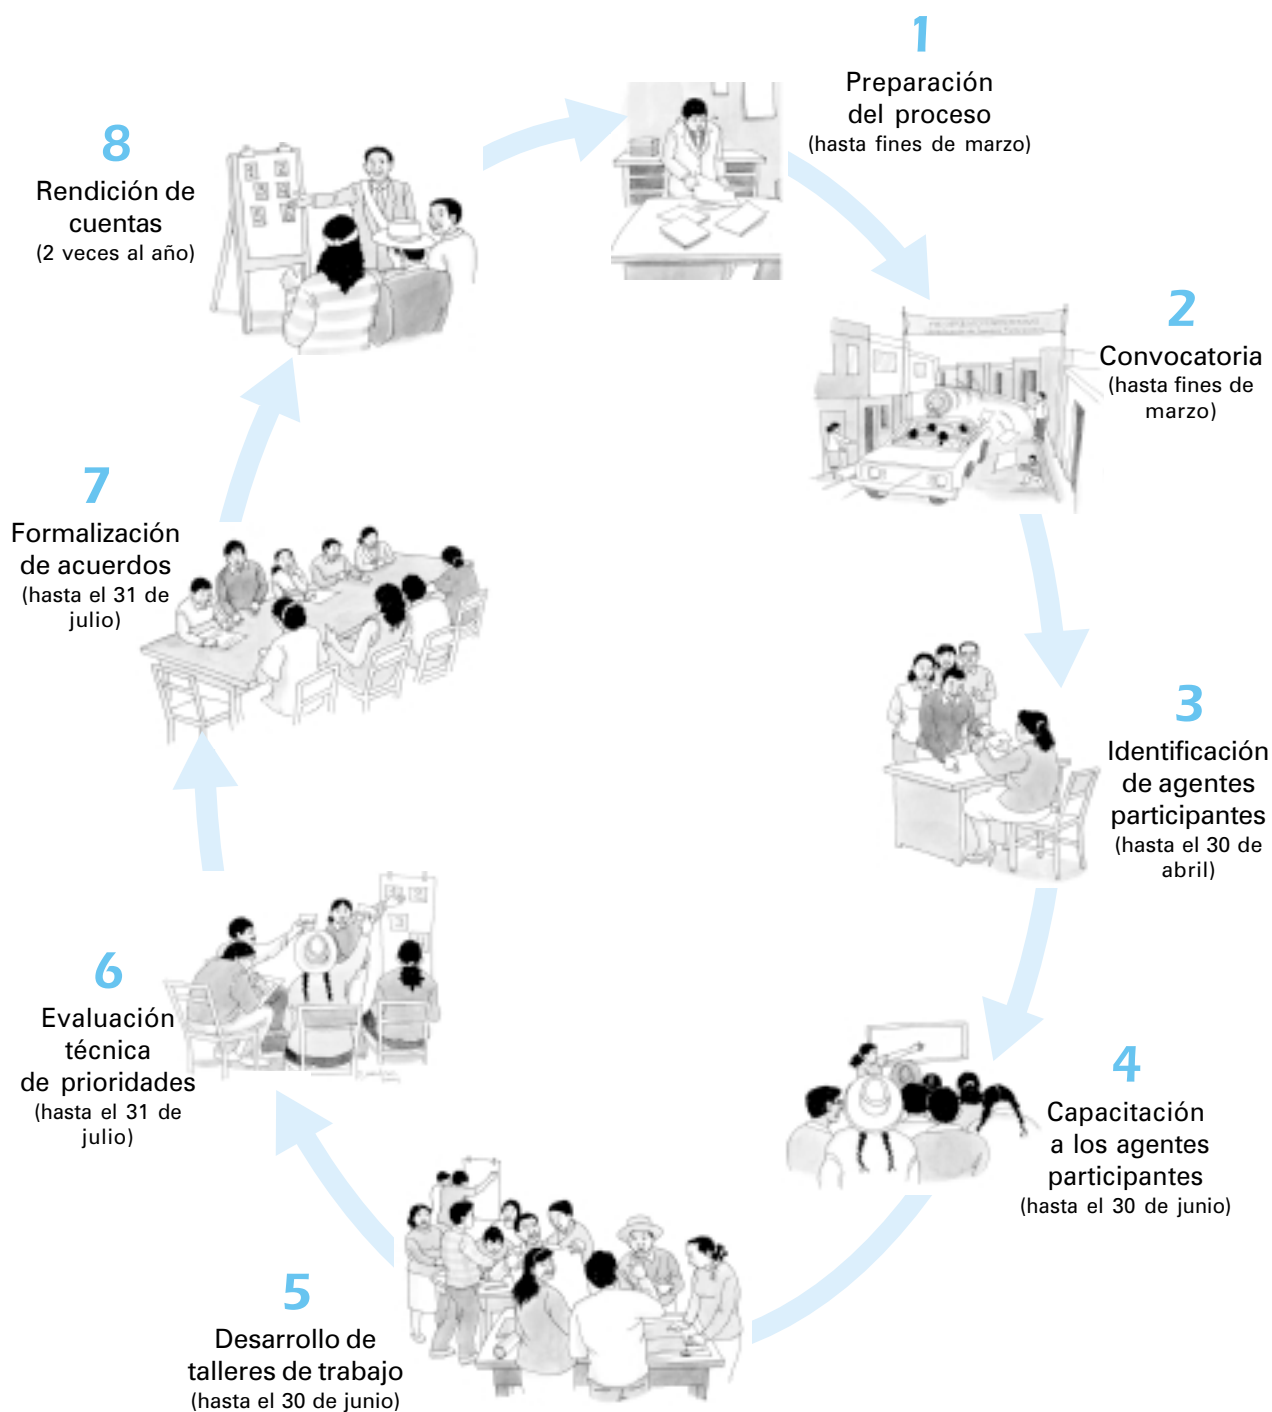 1
Preparación
del proceso
(hasta fines de marzo)
2
Convocatoria
(hasta fines de
marzo)
3
Identificación
de agentes
participantes
(hasta el 30 de
abril)
4
Capacitación
a los agentes
participantes
(hasta el 30 de junio)
5
Desarrollo de
talleres de trabajo
(hasta el 30 de junio)
6
Evaluación
técnica
de prioridades
(hasta el 31 de
julio)
7
Formalización
de acuerdos
(hasta el 31 de
julio)
8
Rendición de
cuentas
(2 veces al año)